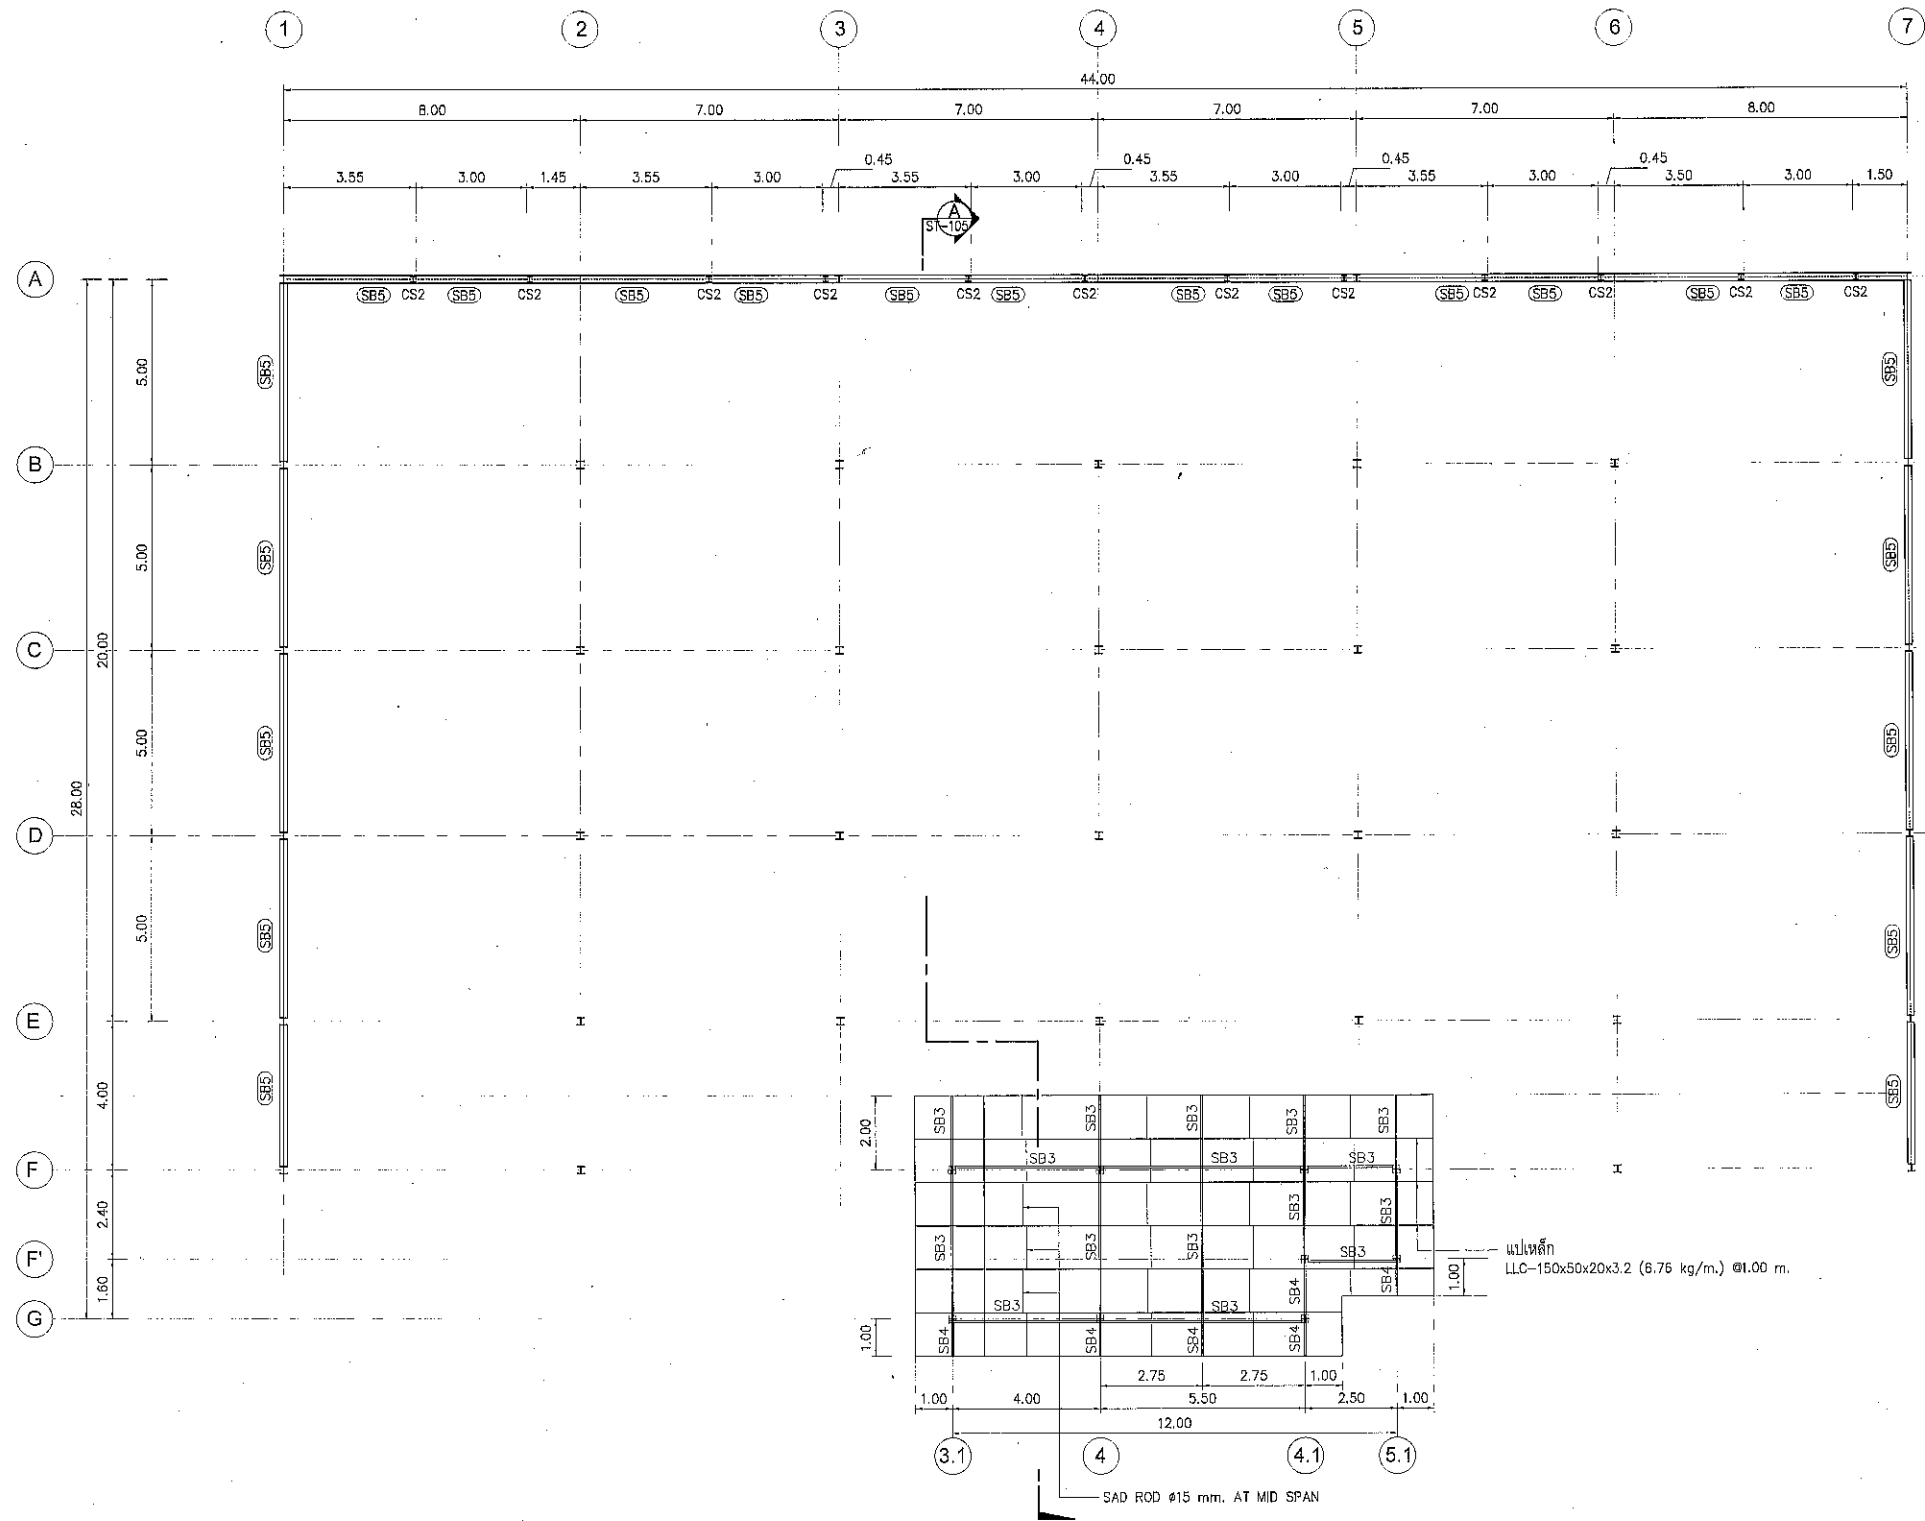 1 2 3 4 5 6 7
44.00
8.00 7.00 7.00 7.00 7.00 8.00
0.45 0.45 0.45 0.45
3.55 3.00 1.45 3.55 3.00 3.55 3.00 3.55 3.00 3.55 3.00 3.50 3.00 1.50
A
ST-105
A
SB5 CS2 SB5 CS2 SB5 CS2 SB5 CS2 SB5 CS2 SB5 CS2 SB5 CS2 SB5 CS2 SB5 CS2 SB5 CS2 SB5 CS2 SB5 CS2
5.00
SB5 SB5
B
5.00
SB5 SB5
C
20.00
5.00
SB5 SB5
28.00
D
5.00
SB5 SB5
E
4.00
SB5 SB5
2.00
SB3 SB3 SB3 SB3 SB3
F
SB3 SB3 SB3
2.40
SB3 SB3
F'
SB3 SB3 SB3 SB3
แปเหล็ก
LLC-150x50x20x3.2 (6.76 kg/m.) @1.00 m.
1.60
SB4 SB4
1.00
SB3 SB3
G
1.00
SB4 SB4 SB4 SB4
2.75 2.75 1.00
1.00 4.00 5.50 2.50 1.00
12.00
3.1 4 4.1 5.1
SAD ROD ø15 mm. AT MID SPAN